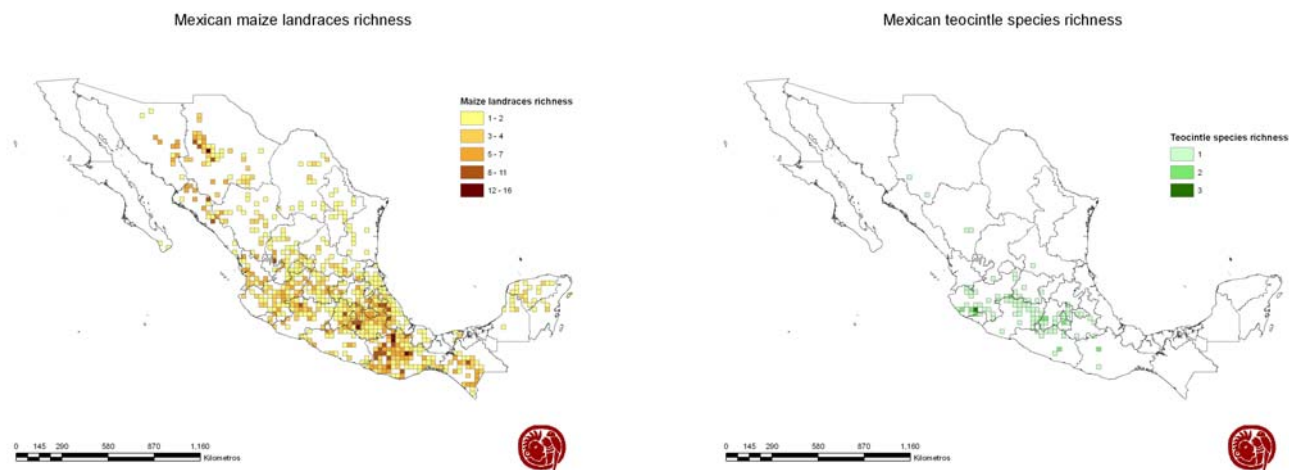 Mexican maize landraces richness
Maize landraces richness
1 - 2
3 - 4
5 - 7
8 - 11
12 - 16
0 145 290 580 870 1,160
Kilometros
Mexican teocintle species richness
Teocintle species richness
1
2
3
0 145 290 580 870 1,160
Kilometros